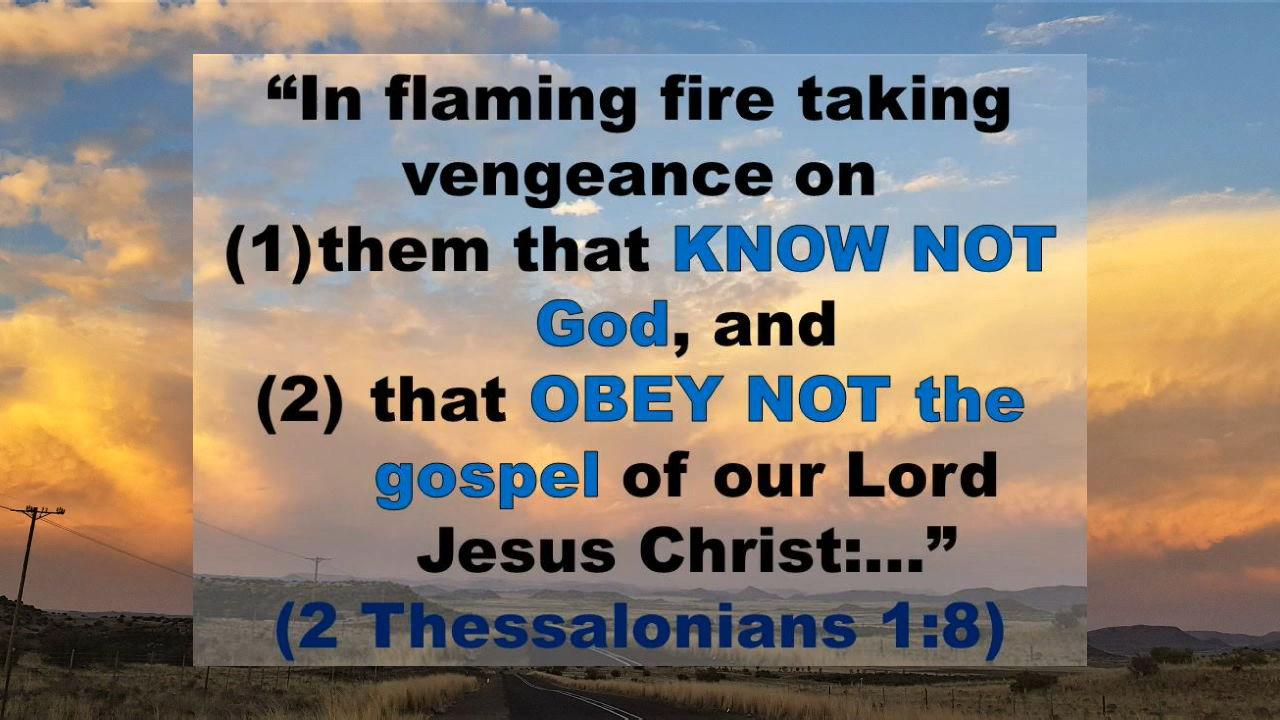 “In flaming fire taking
vengeance on
(1)them that KNOW NOT
God, and
(2) that OBEY NOT the
gospel of our Lord
Jesus Christ:...”
(2 Thessalonians 1:8)